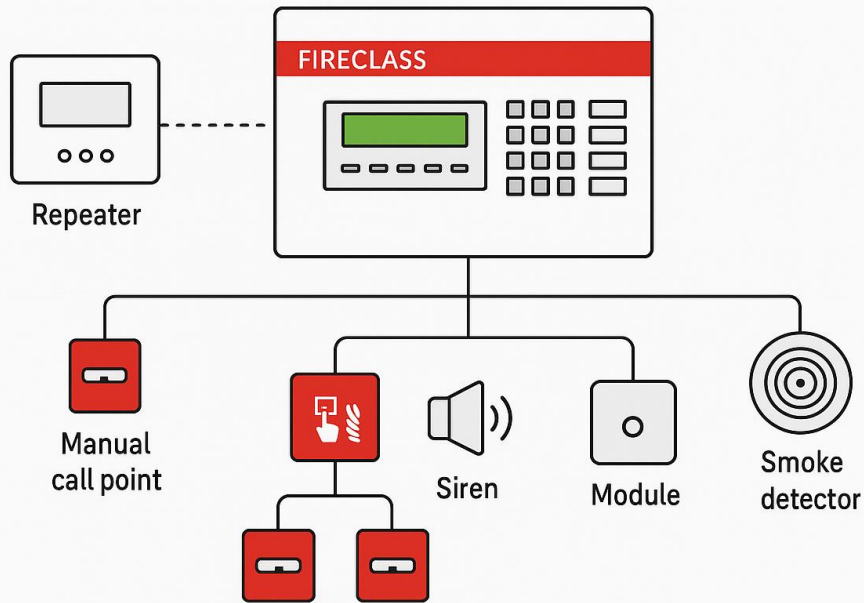 FIRECLASS
Repeater
Manual
call point
Siren
Module
Smoke
detector